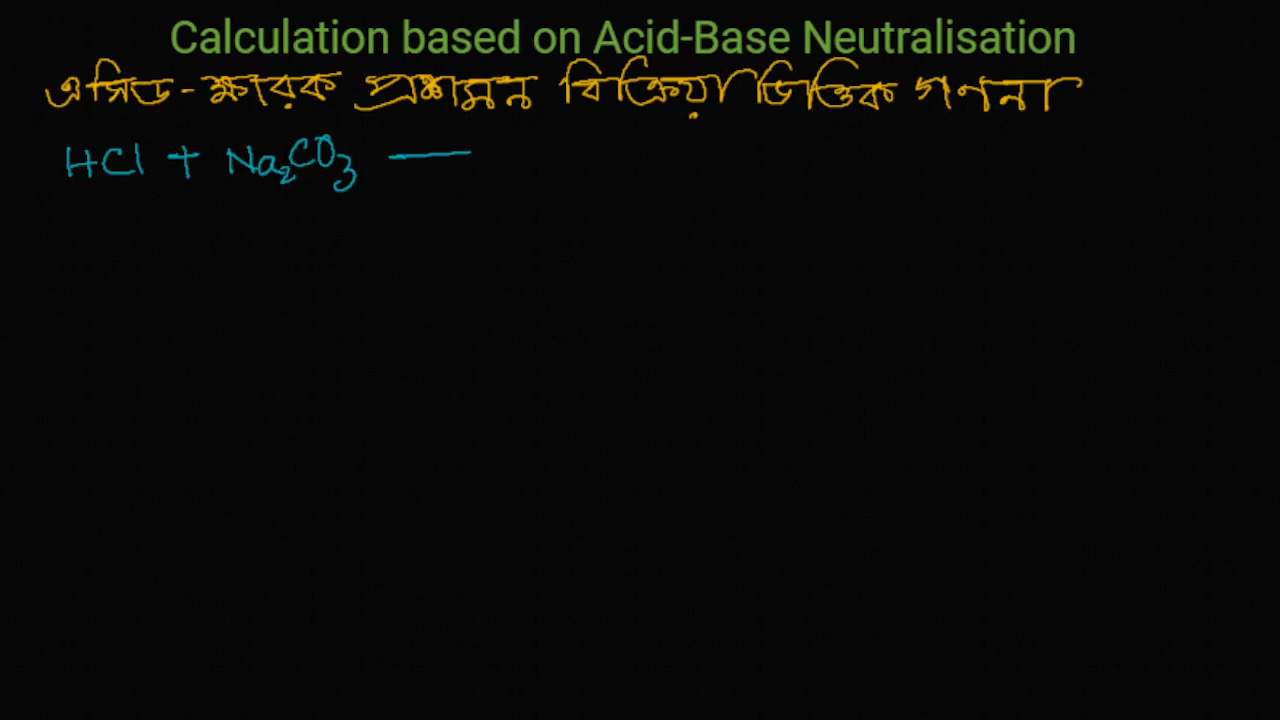 Calculation based on Acid-Base Neutralisation
এসিড-ক্ষারক প্রশমন বিক্রিয়া ভিত্তিক গণনা
HCl + Na₂CO₃ —